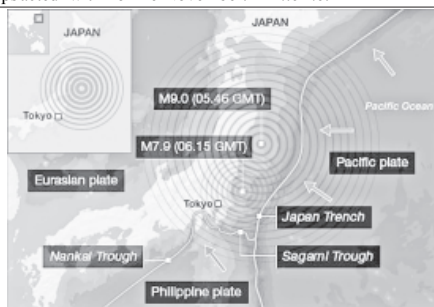 JAPAN
JAPAN
Tokyo
M9.0 (05.46 GMT)
Pacific Ocean
M7.9 (06.15 GMT)
Pacific plate
Eurasian plate
Tokyo
Japan Trench
Nankai Trough
Sagami Trough
Philippine plate